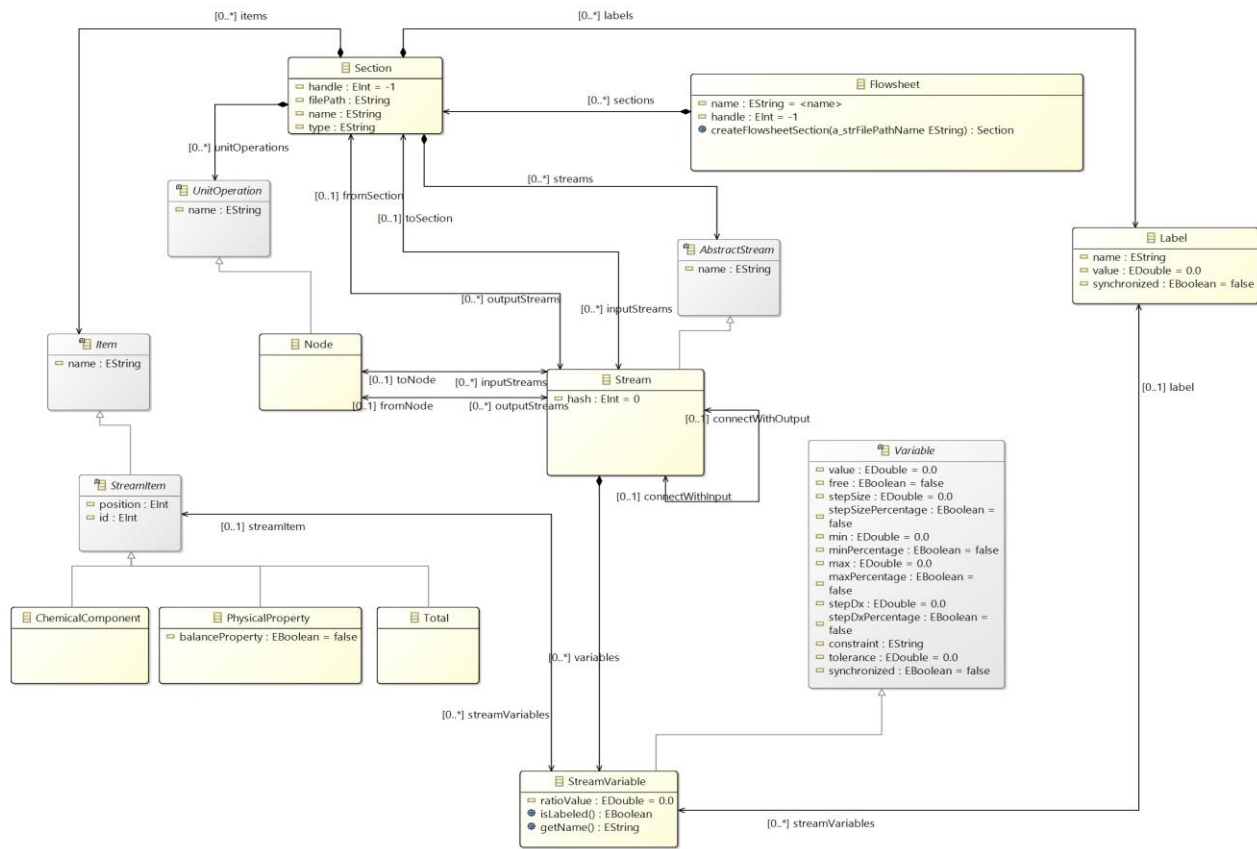 [0..*] items
[0..*] labels
Section
handle : EInt = -1
filePath : EString
name : EString
type : EString
Flowsheet
name : EString = <name>
handle : EInt = -1
createFlowsheetSection(a_strFilePathName EString) : Section
[0..*] sections
[0..*] unitOperations
UnitOperation
name : EString
[0..1] fromSection
[0..1] toSection
[0..*] streams
AbstractStream
name : EString
Label
name : EString
value : EDouble = 0.0
synchronized : EBoolean = false
[0..*] outputStreams
[0..*] inputStreams
Item
name : EString
Node
[0..1] toNode
[0..*] inputStreams
[0..1] fromNode
[0..*] outputStreams
Stream
hash : EInt = 0
[0..1] connectWithOutput
[0..1] connectWithInput
[0..1] label
StreamItem
position : EInt
id : EInt
[0..1] streamItem
Variable
value : EDouble = 0.0
free : EBoolean = false
stepSize : EDouble = 0.0
stepSizePercentage : EBoolean =
false
min : EDouble = 0.0
minPercentage : EBoolean = false
max : EDouble = 0.0
maxPercentage : EBoolean =
false
stepDx : EDouble = 0.0
stepDxPercentage : EBoolean =
false
constraint : EString
tolerance : EDouble = 0.0
synchronized : EBoolean = false
ChemicalComponent
PhysicalProperty
balanceProperty : EBoolean = false
Total
[0..*] variables
[0..*] streamVariables
StreamVariable
ratioValue : EDouble = 0.0
isLabeled() : EBoolean
getName() : EString
[0..*] streamVariables